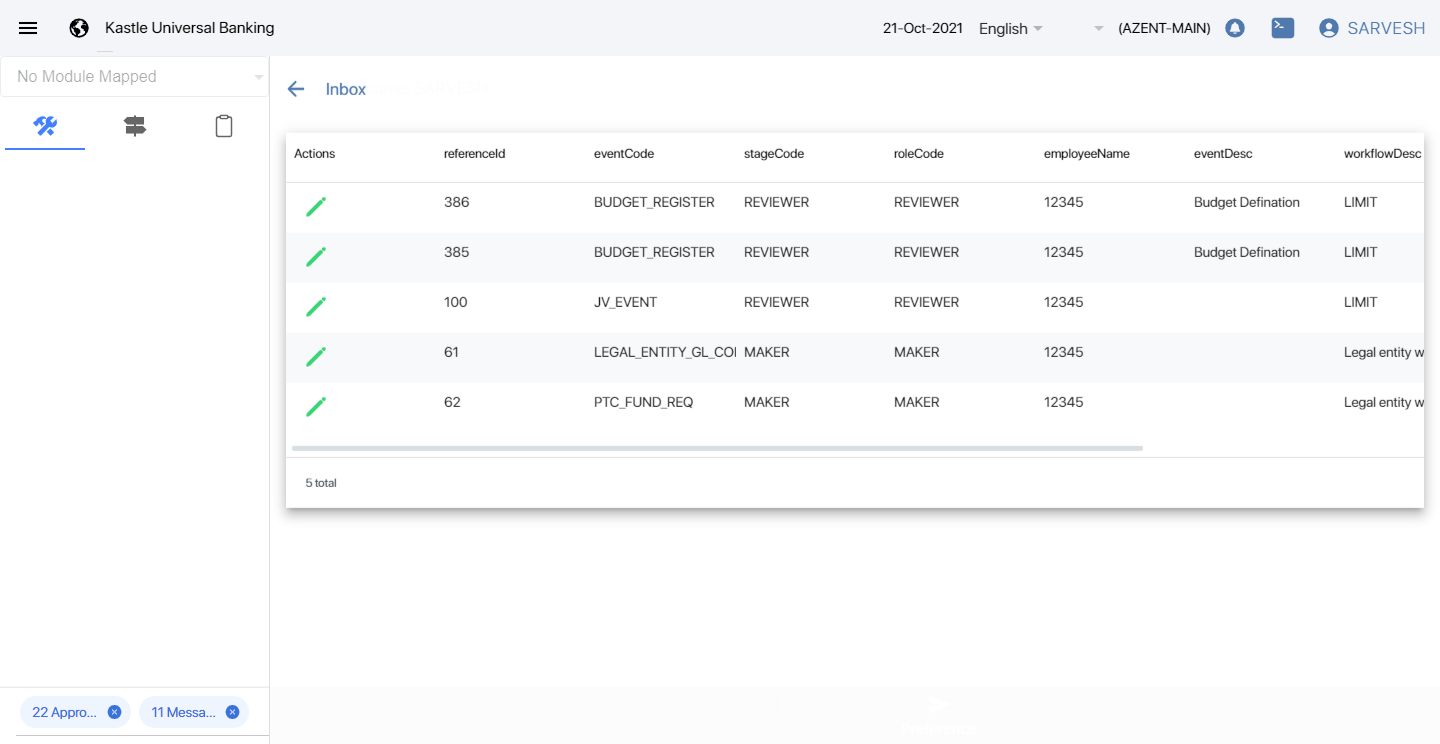 Kastle Universal Banking
21-Oct-2021 English (AZENT-MAIN) SARVESH
No Module Mapped
Inbox
Actions referenceId eventCode stageCode roleCode employeeName eventDesc workflowDesc
386 BUDGET_REGISTER REVIEWER REVIEWER 12345 Budget Defination LIMIT
385 BUDGET_REGISTER REVIEWER REVIEWER 12345 Budget Defination LIMIT
100 JV_EVENT REVIEWER REVIEWER 12345 LIMIT
61 LEGAL_ENTITY_GL_CO MAKER MAKER 12345 Legal entity w
62 PTC_FUND_REQ MAKER MAKER 12345 Legal entity w
5 total
22 Appro... 11 Messa...